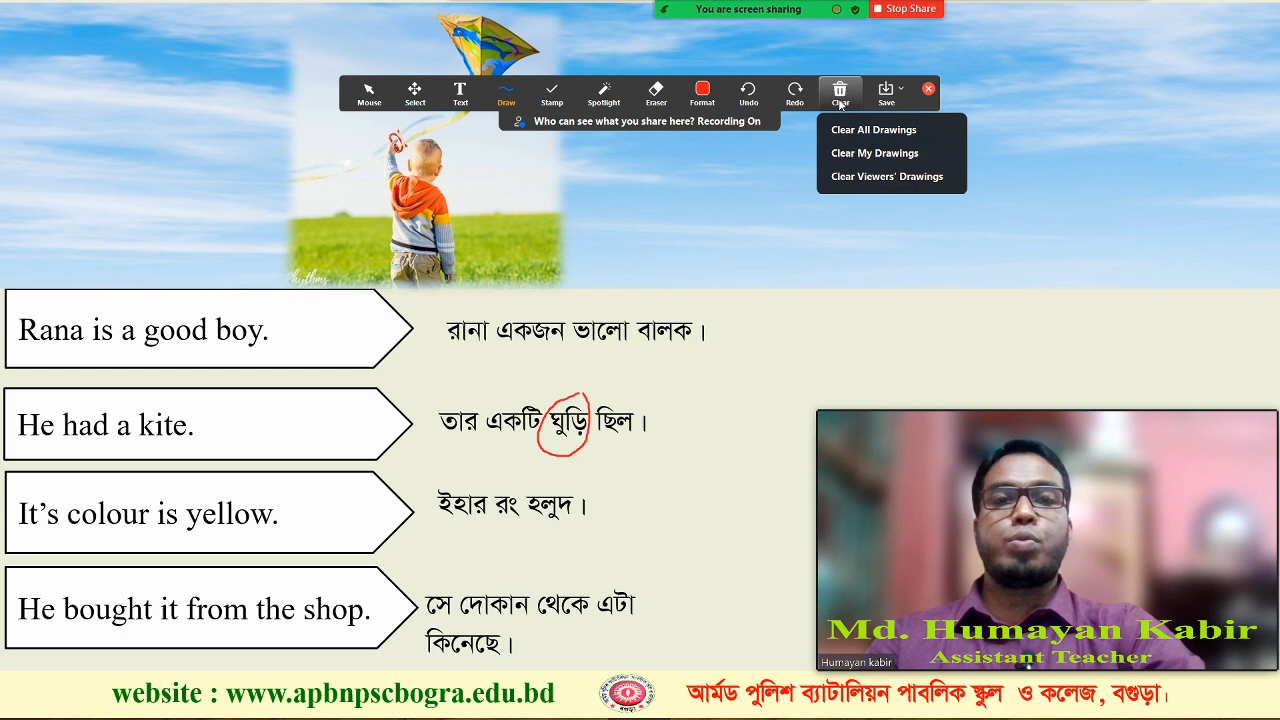 You are screen sharing
Stop Share
Mouse
Select
Text
Draw
Stamp
Spotlight
Eraser
Format
Undo
Redo
Clear
Save
Who can see what you share here? Recording On
Clear All Drawings
Clear My Drawings
Clear Viewers' Drawings
Rhythms
Rana is a good boy.
রানা একজন ভালো বালক।
He had a kite.
তার একটি ঘুড়ি ছিল।
It’s colour is yellow.
ইহার রং হলুদ।
He bought it from the shop.
সে দোকান থেকে এটা
কিনেছে।
Md. Humayan Kabir
Assistant Teacher
Humayan kabir
website : www.apbnpscbogra.edu.bd
বগুড়া
আর্মড পুলিশ ব্যাটালিয়ন পাবলিক স্কুল ও কলেজ, বগুড়া।